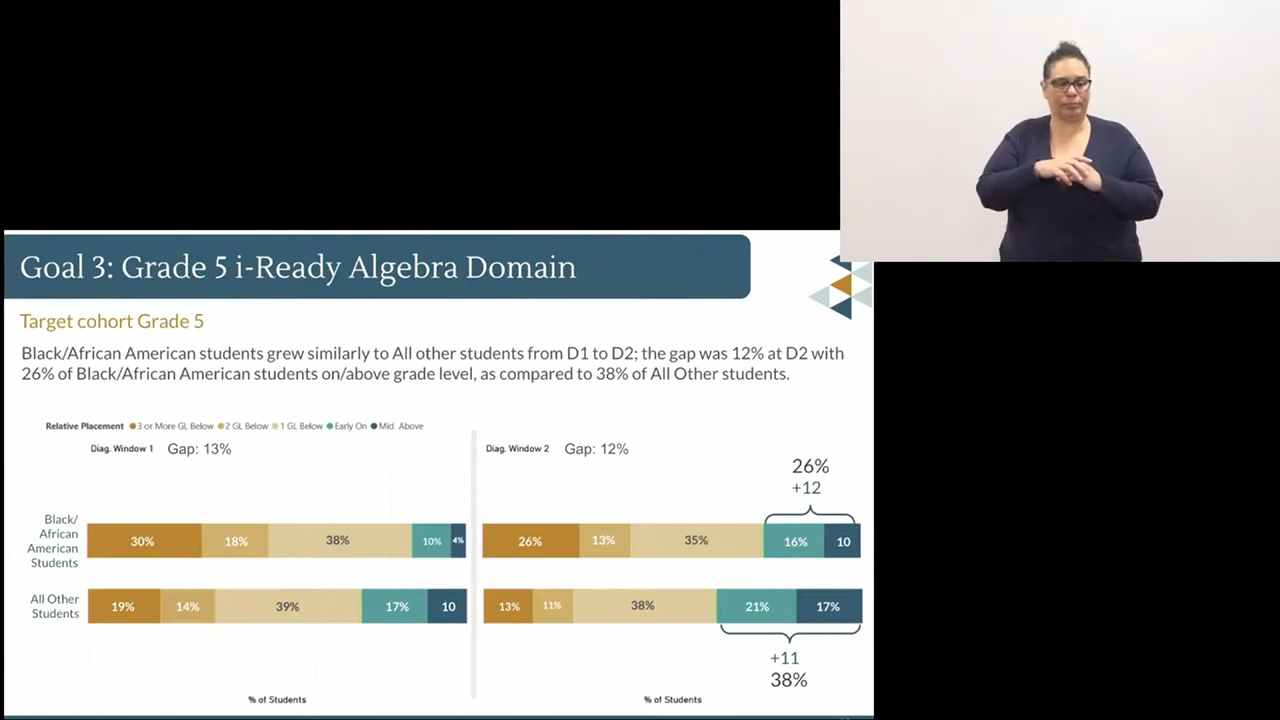 Goal 3: Grade 5 i-Ready Algebra Domain
Target cohort Grade 5
Black/African American students grew similarly to All other students from D1 to D2; the gap was 12% at D2 with
26% of Black/African American students on/above grade level, as compared to 38% of All Other students.
Relative Placement 3 or More GL Below 2 GL Below 1 GL Below Early On Mid Above
Diag. Window 1 Gap: 13%
Diag. Window 2 Gap: 12%
26%
+12
Black/
African
American
Students
30% 18% 38% 10% 4%
26% 13% 35% 16% 10
All Other
Students
19% 14% 39% 17% 10
13% 11% 38% 21% 17%
+11
38%
% of Students
% of Students